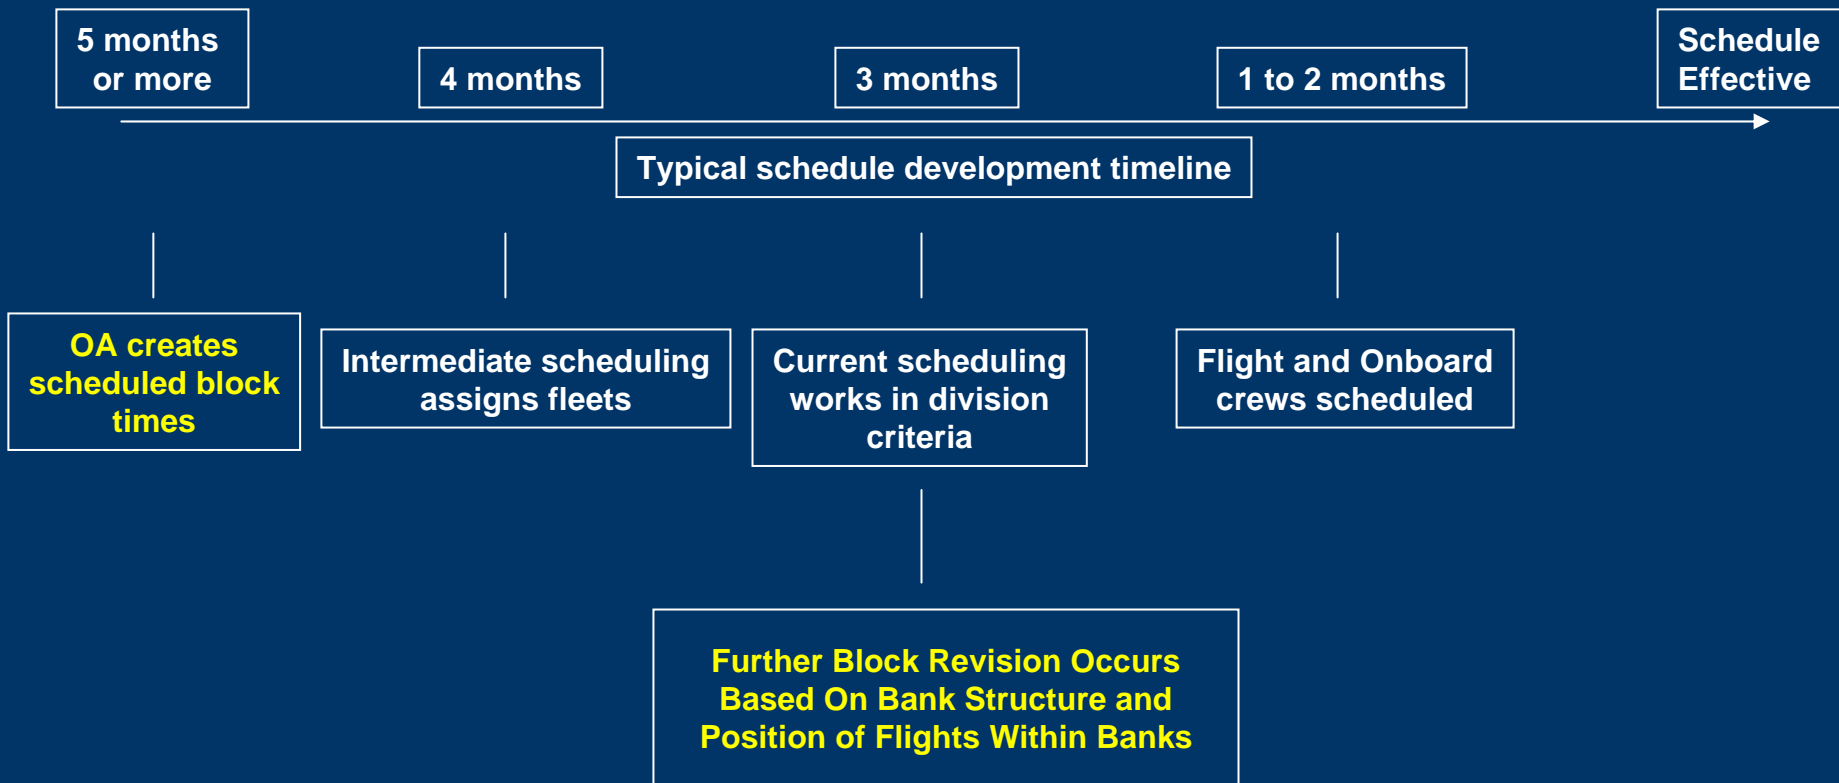 5 months
or more
4 months
3 months
1 to 2 months
Schedule
Effective
Typical schedule development timeline
OA creates
scheduled block
times
Intermediate scheduling
assigns fleets
Current scheduling
works in division
criteria
Flight and Onboard
crews scheduled
Further Block Revision Occurs
Based On Bank Structure and
Position of Flights Within Banks